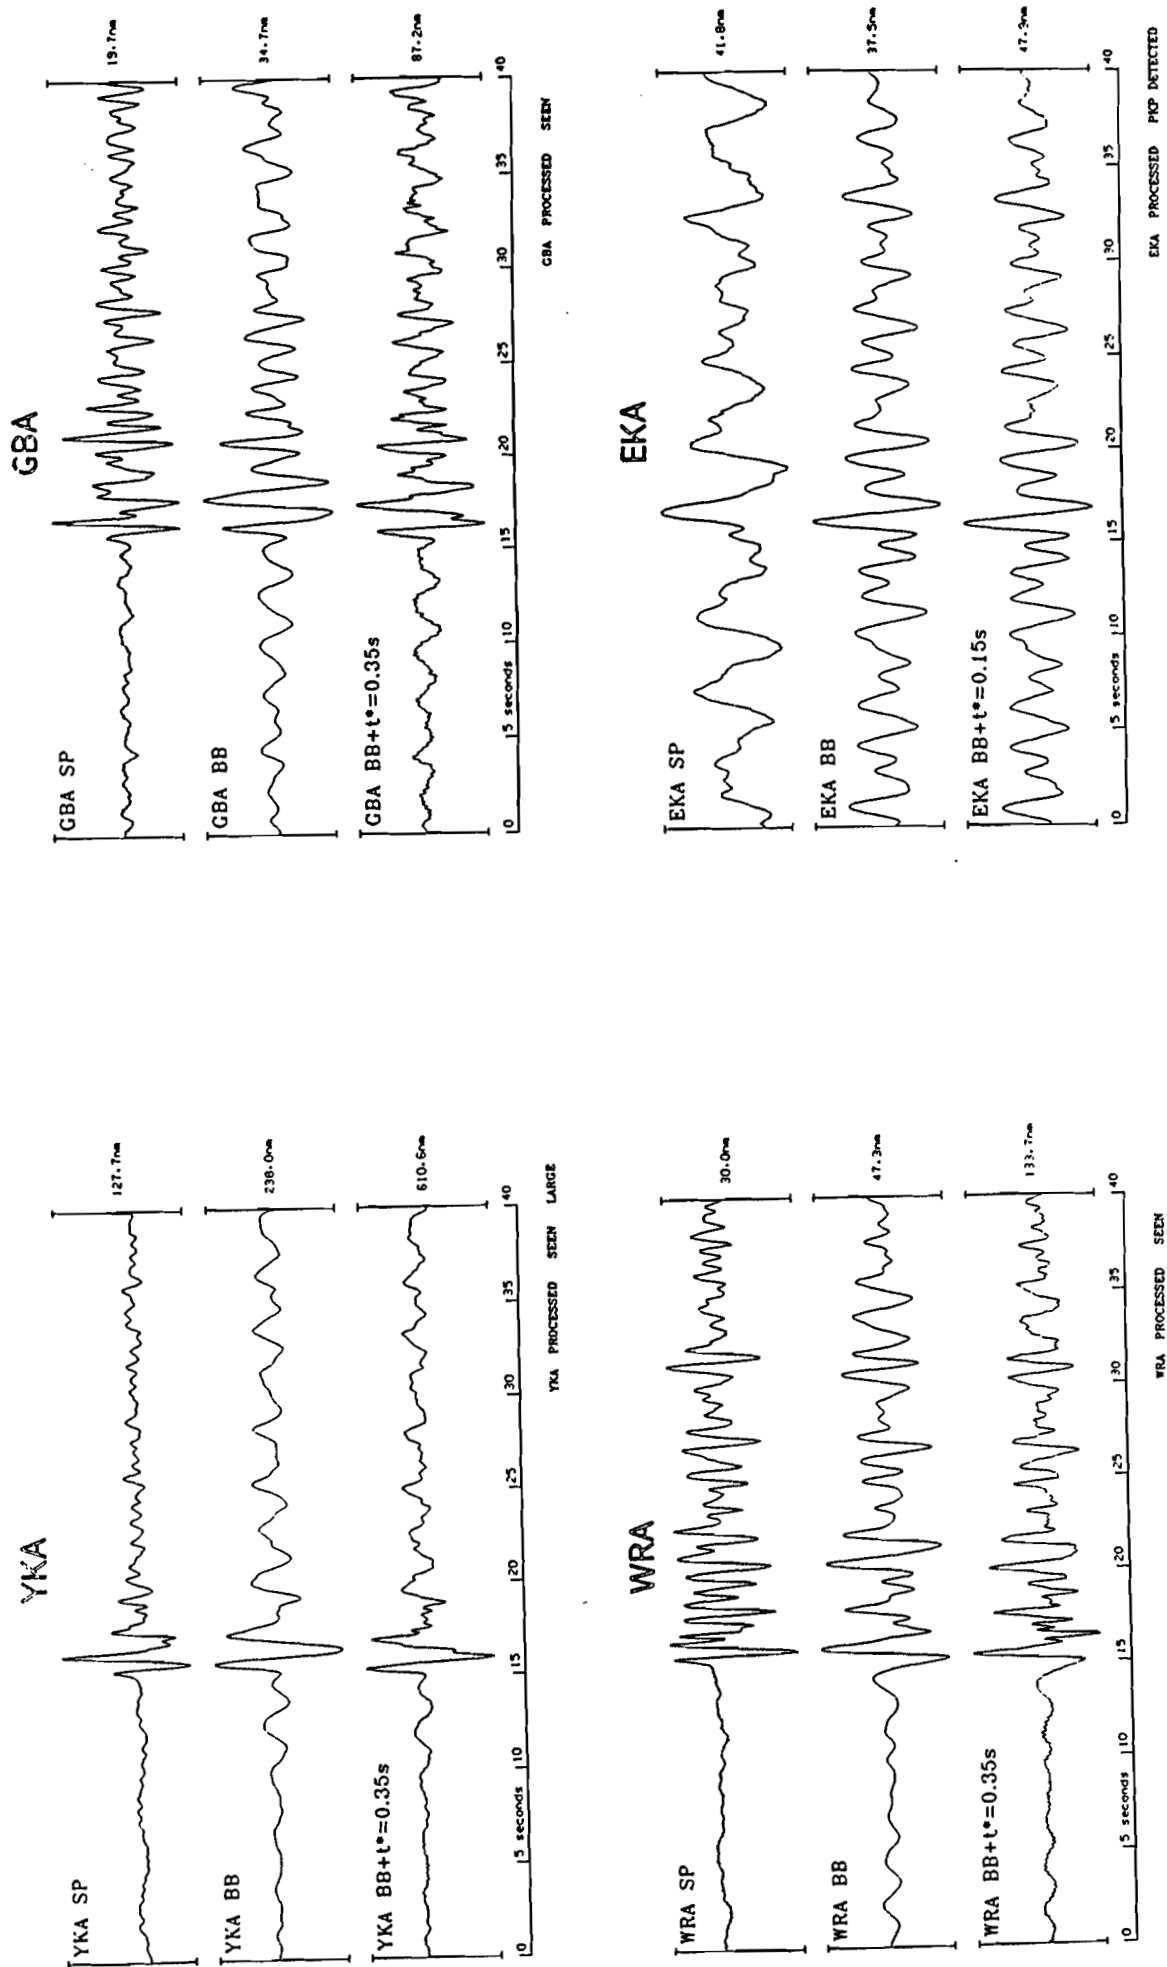 YKA
YKA SP
127.7nm
YKA BB
238.0nm
YKA BB+t*=0.35s
610.6nm
0 5 seconds 10 15 20 25 30 35 40
YKA PROCESSED SEEN LARGE
GBA
GBA SP
19.7nm
GBA BB
34.7nm
GBA BB+t*=0.35s
87.2nm
0 5 seconds 10 15 20 25 30 35 40
GBA PROCESSED SEEN
WRA
WRA SP
30.0nm
WRA BB
47.3nm
WRA BB+t*=0.35s
133.7nm
0 5 seconds 10 15 20 25 30 35 40
WRA PROCESSED SEEN
EKA
EKA SP
41.8nm
EKA BB
37.5nm
EKA BB+t*=0.15s
47.9nm
0 5 seconds 10 15 20 25 30 35 40
EKA PROCESSED PKP DETECTED